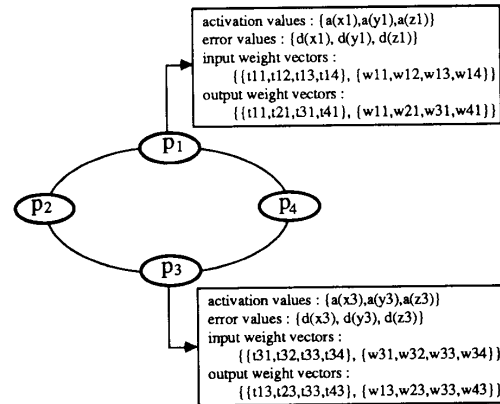 activation values : {a(x1),a(y1),a(z1)}
error values : {d(x1), d(y1), d(z1)}
input weight vectors :
{{t11,t12,t13,t14}, {w11,w12,w13,w14}}
output weight vectors :
{{t11,t21,t31,t41}, {w11,w21,w31,w41}}
p1
p2
p4
p3
activation values : {a(x3),a(y3),a(z3)}
error values : {d(x3), d(y3), d(z3)}
input weight vectors :
{{t31,t32,t33,t34}, {w31,w32,w33,w34}}
output weight vectors :
{{t13,t23,t33,t43}, {w13,w23,w33,w43}}